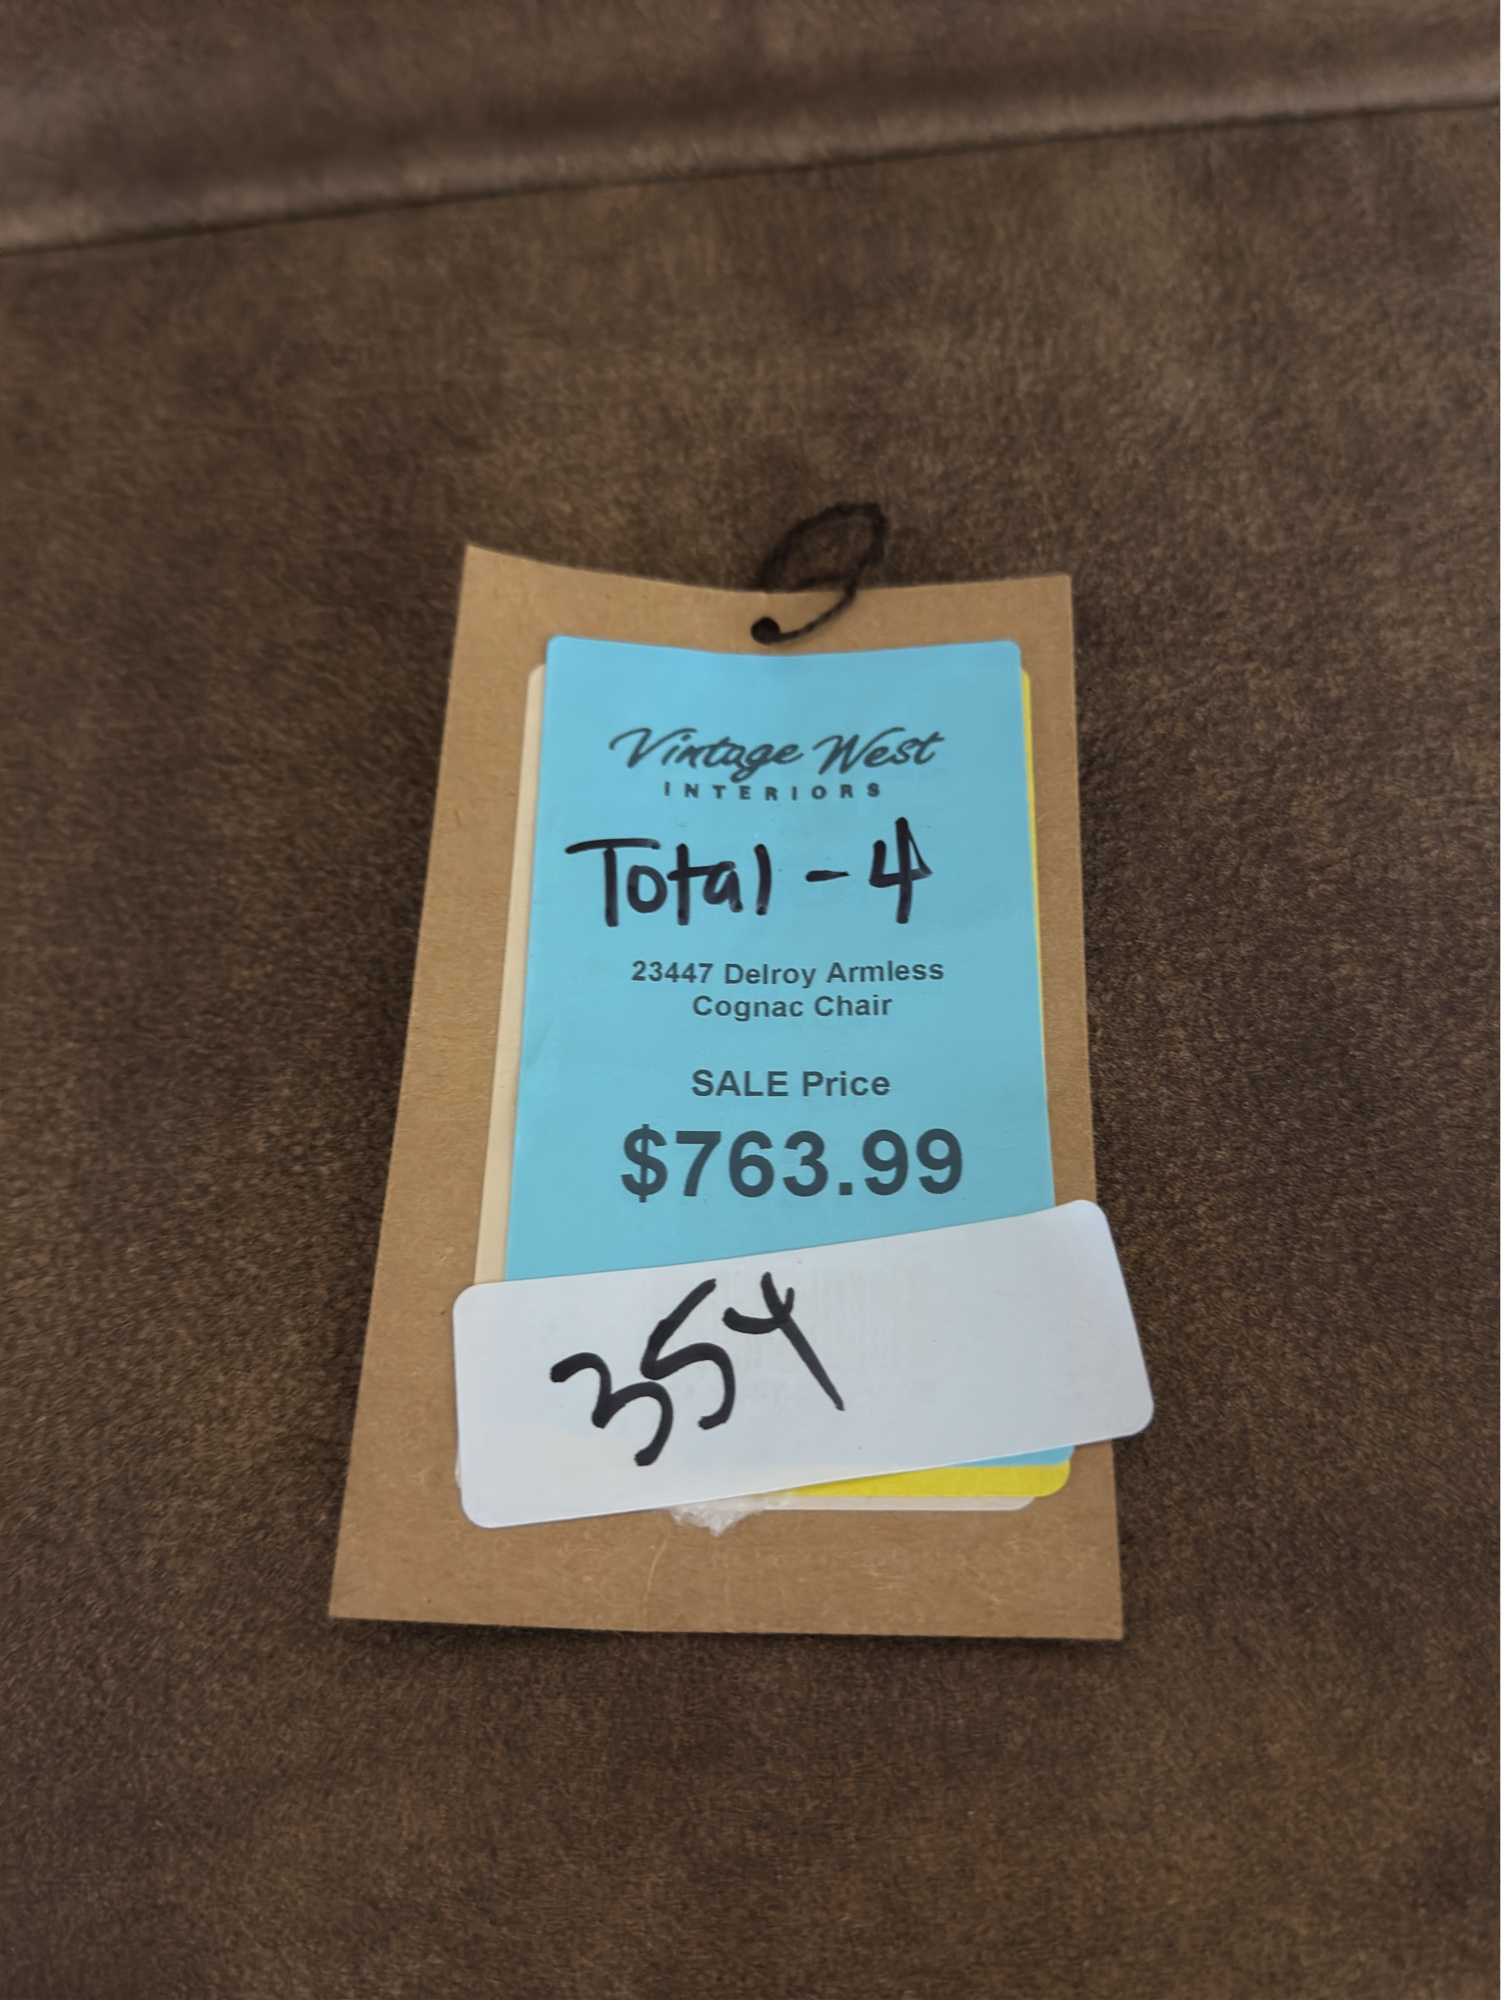 Vintage West
INTERIORS
Total - 4
23447 Delroy Armless
Cognac Chair
SALE Price
$763.99
354